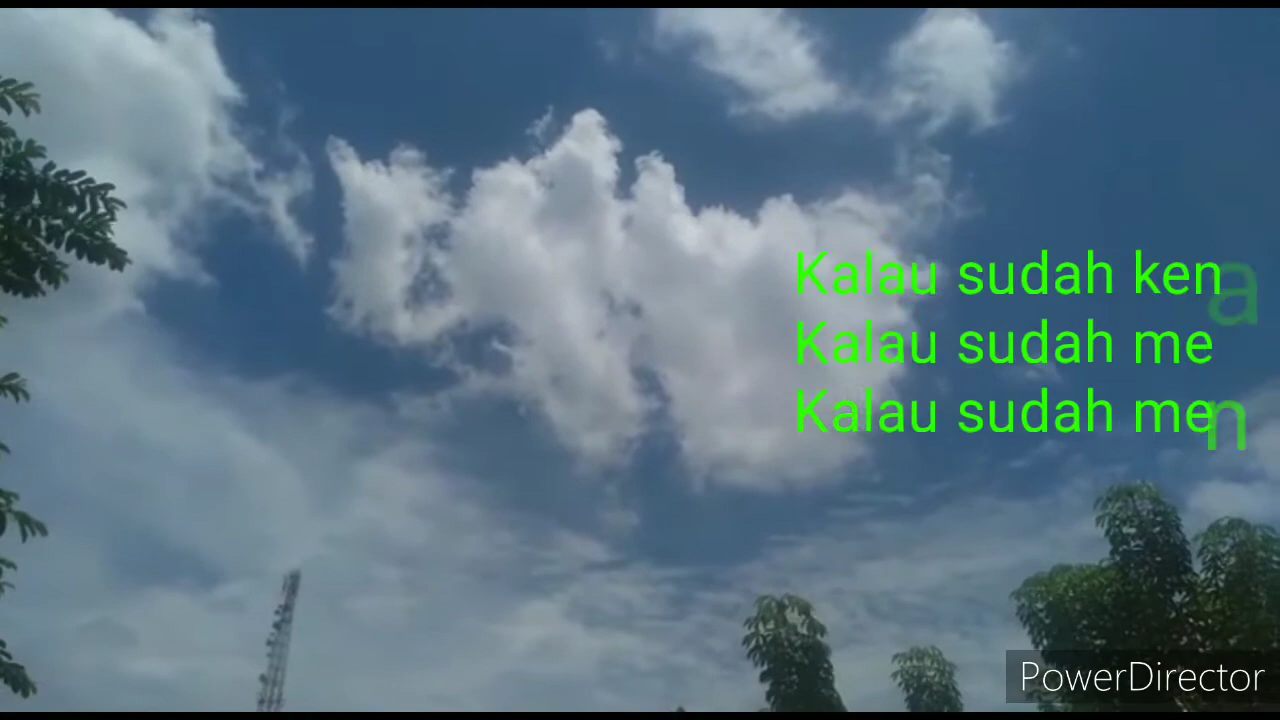 Kalau sudah kena
Kalau sudah me
Kalau sudah men
PowerDirector